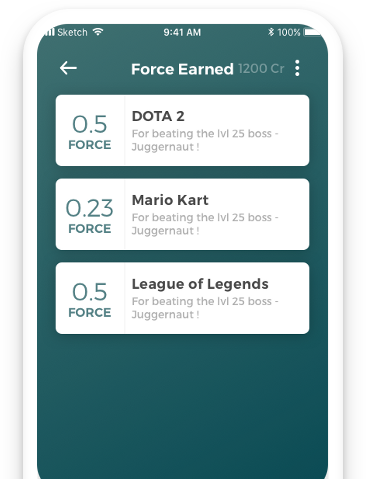 Sketch 9:41 AM 100%
Force Earned 1200 Cr
0.5
FORCE
DOTA 2
For beating the lvl 25 boss -
Juggernaut !
0.23
FORCE
Mario Kart
For beating the lvl 25 boss -
Juggernaut !
0.5
FORCE
League of Legends
For beating the lvl 25 boss -
Juggernaut !